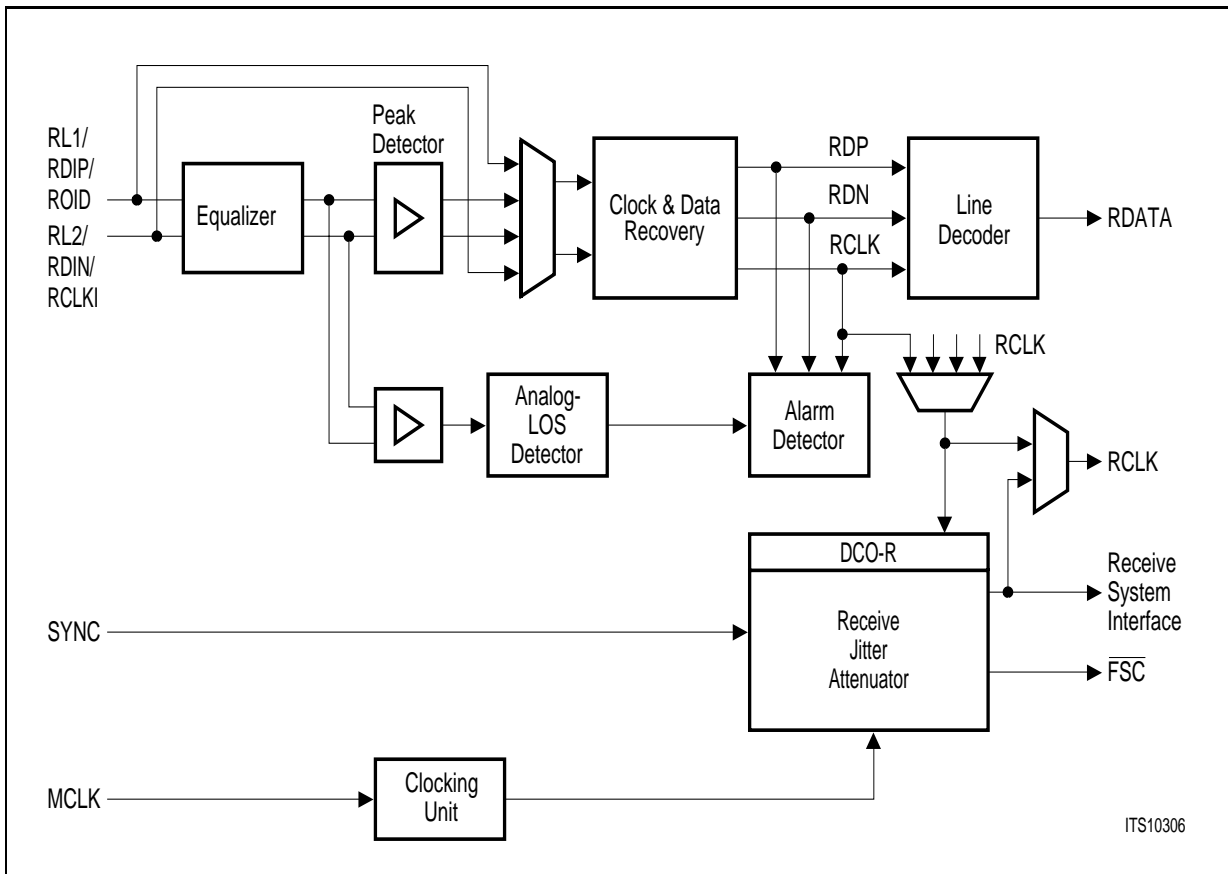 RL1/
RDIP/
ROID
RL2/
RDIN/
RCLKI
Equalizer
Peak
Detector
Clock & Data
Recovery
RDP
RDN
RCLK
Line
Decoder
RDATA
RCLK
Analog-
LOS
Detector
Alarm
Detector
RCLK
DCO-R
Receive
Jitter
Attenuator
Receive
System
Interface
FSC
SYNC
MCLK
Clocking
Unit
ITS10306